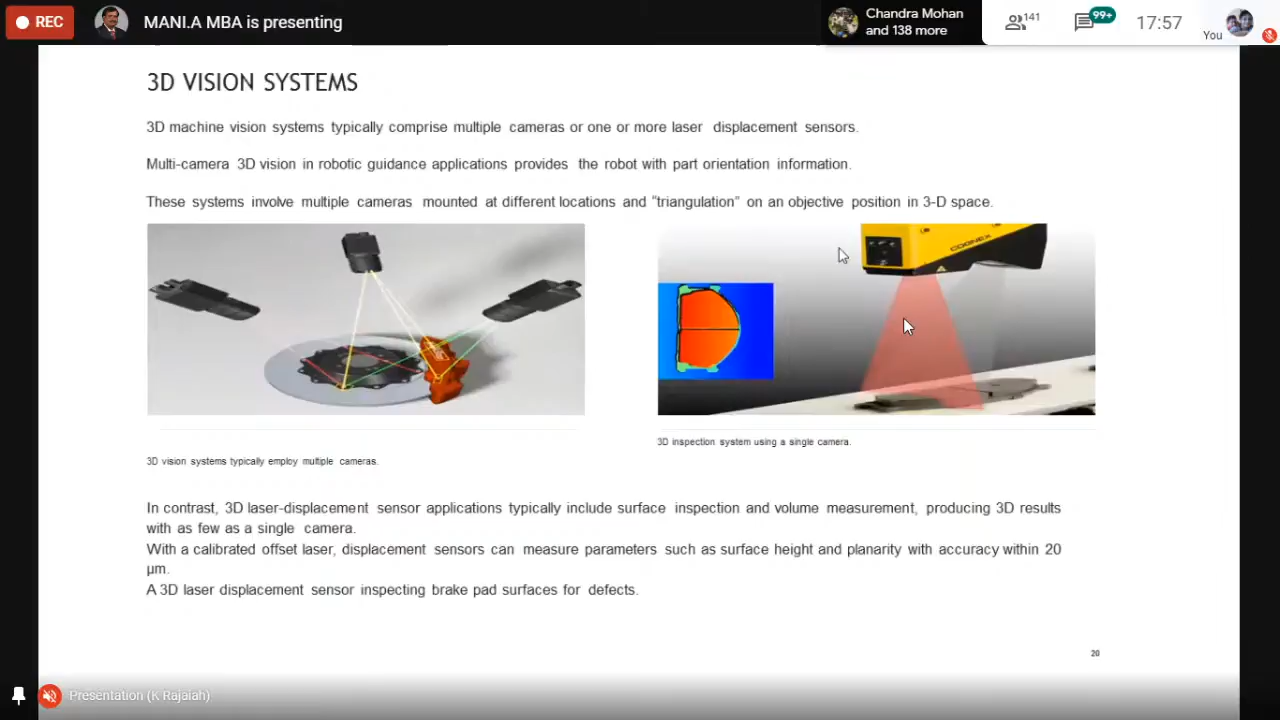 REC
MANI.A MBA is presenting
Chandra Mohan
and 138 more
141
99+
17:57
You
3D VISION SYSTEMS
3D machine vision systems typically comprise multiple cameras or one or more laser displacement sensors.
Multi-camera 3D vision in robotic guidance applications provides the robot with part orientation information.
These systems involve multiple cameras mounted at different locations and “triangulation” on an objective position in 3-D space.
COGNEX
3D inspection system using a single camera.
3D vision systems typically employ multiple cameras.
In contrast, 3D laser-displacement sensor applications typically include surface inspection and volume measurement, producing 3D results
with as few as a single camera.
With a calibrated offset laser, displacement sensors can measure parameters such as surface height and planarity with accuracy within 20
μm.
A 3D laser displacement sensor inspecting brake pad surfaces for defects.
20
Presentation (K Rajaiah)